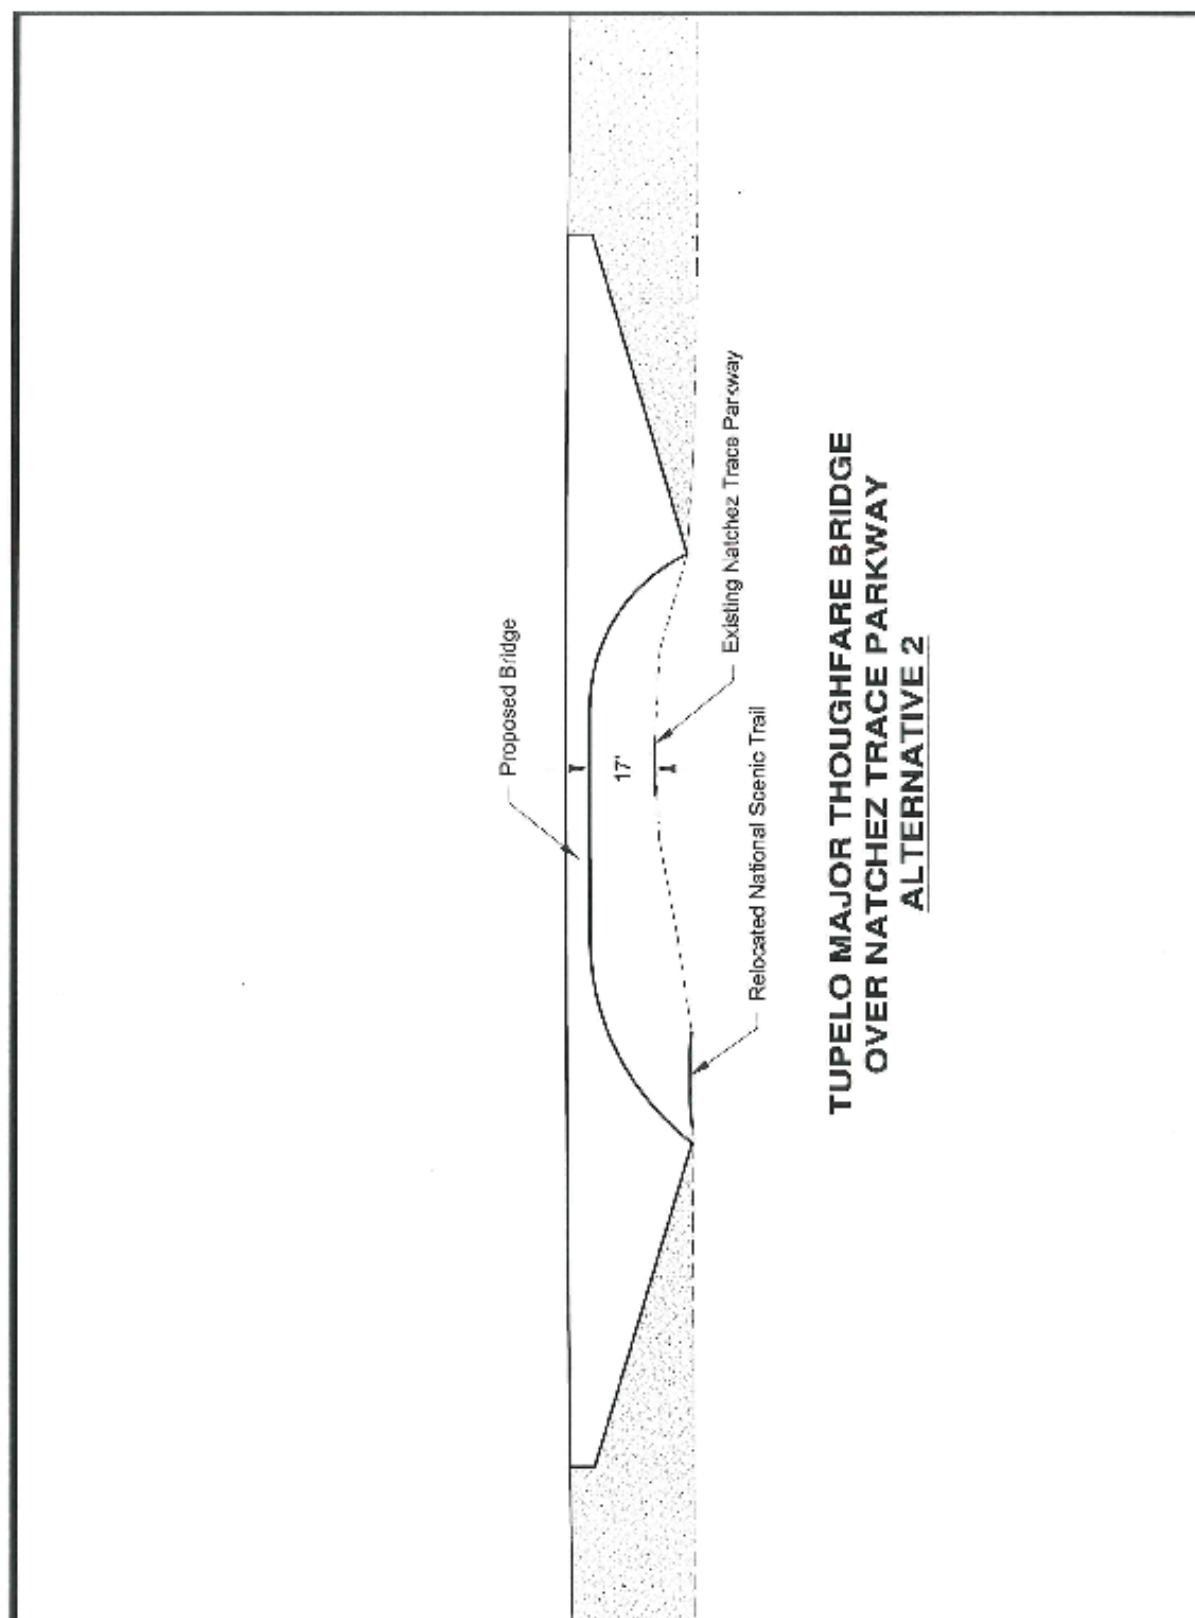 Proposed Bridge
17'
Existing Natchez Trace Parkway
Relocated National Scenic Trail
TUPELO MAJOR THOUGHFARE BRIDGE
OVER NATCHEZ TRACE PARKWAY
ALTERNATIVE 2